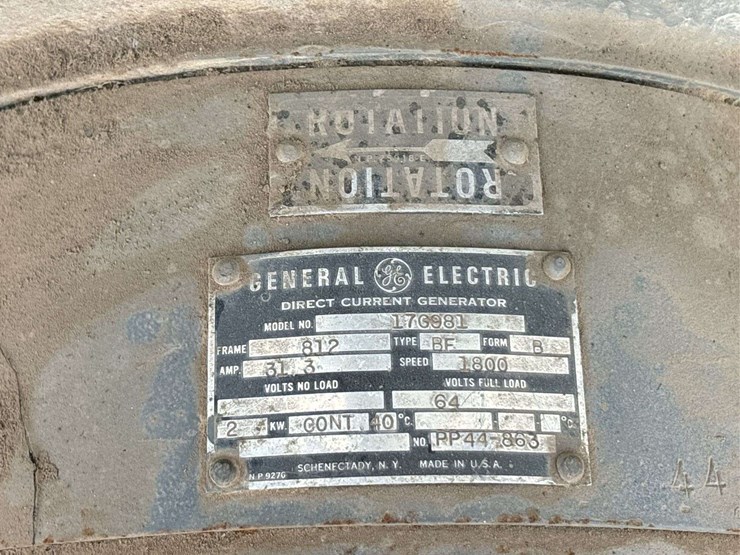 ROTATION
ROTATION
GENERAL GE ELECTRIC
DIRECT CURRENT GENERATOR
MODEL NO. 17G981
FRAME 812 TYPE BF FORM B
AMP. 31.3 SPEED 1800
VOLTS NO LOAD VOLTS FULL LOAD
64
2 KW. CONT. 40 °C. °C.
NO. PP44-863
SCHENECTADY, N.Y. MADE IN U.S.A.
N P 9276
44